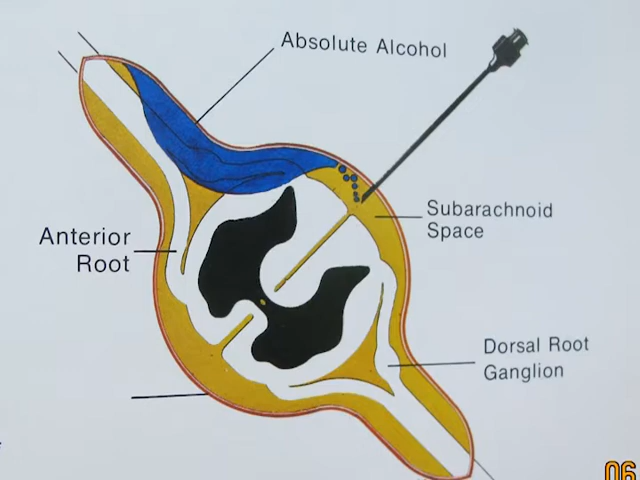 Absolute Alcohol
Subarachnoid
Space
Anterior
Root
Dorsal Root
Ganglion
06